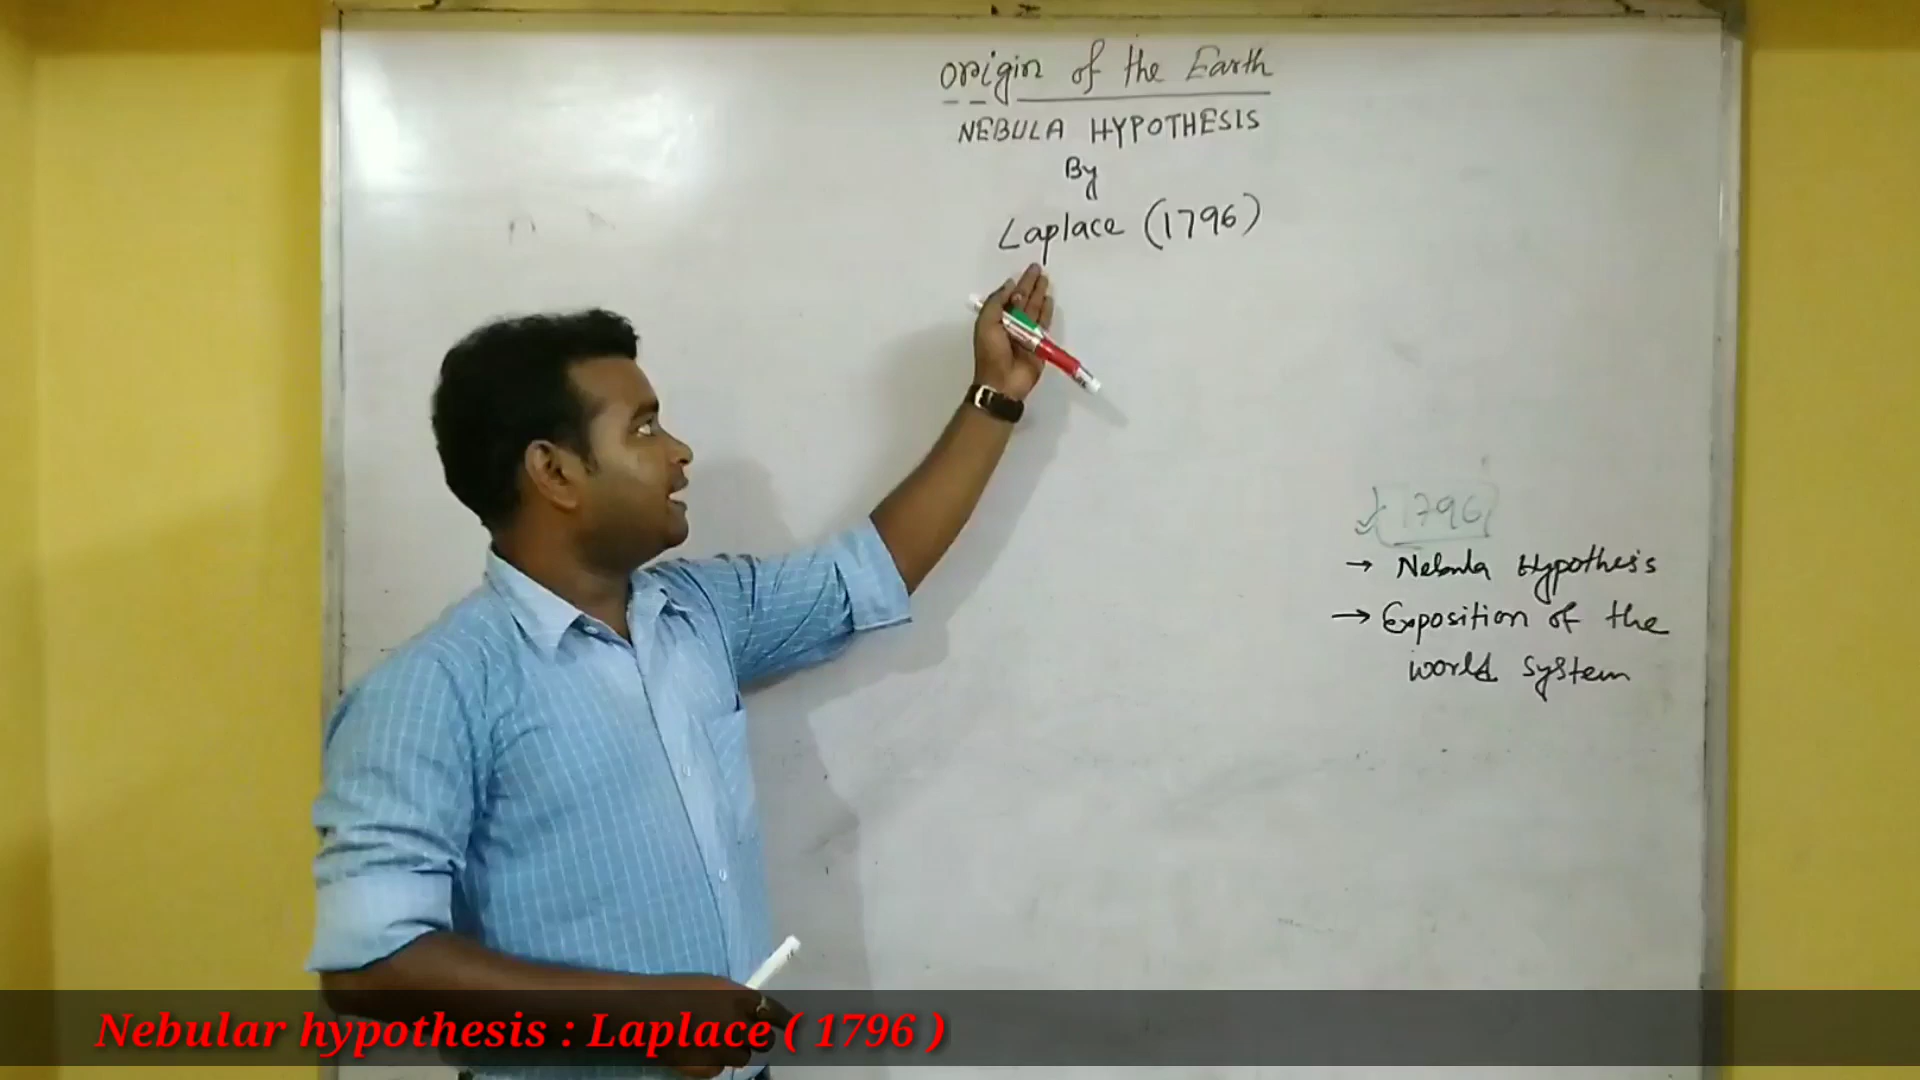 Origin of the Earth
NEBULA HYPOTHESIS
By
Laplace (1796)
1796
→ Nebula Hypothesis
→ Exposition of the
world system
Nebular hypothesis : Laplace ( 1796 )